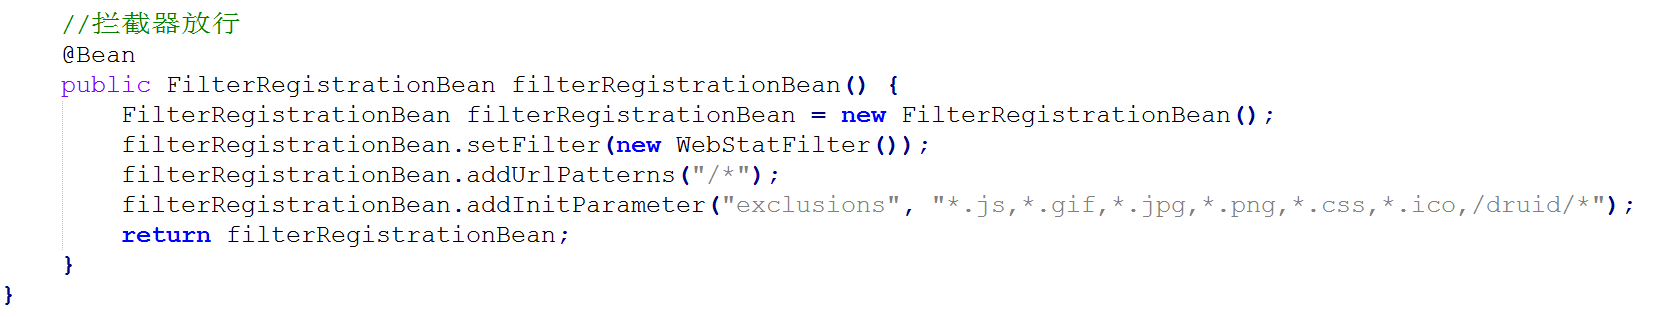 //拦截器放行
@Bean
public FilterRegistrationBean filterRegistrationBean() {
FilterRegistrationBean filterRegistrationBean = new FilterRegistrationBean();
filterRegistrationBean.setFilter(new WebStatFilter());
filterRegistrationBean.addUrlPatterns("/*");
filterRegistrationBean.addInitParameter("exclusions", "*.js,*.gif,*.jpg,*.png,*.css,*.ico,/druid/*");
return filterRegistrationBean;
}
}